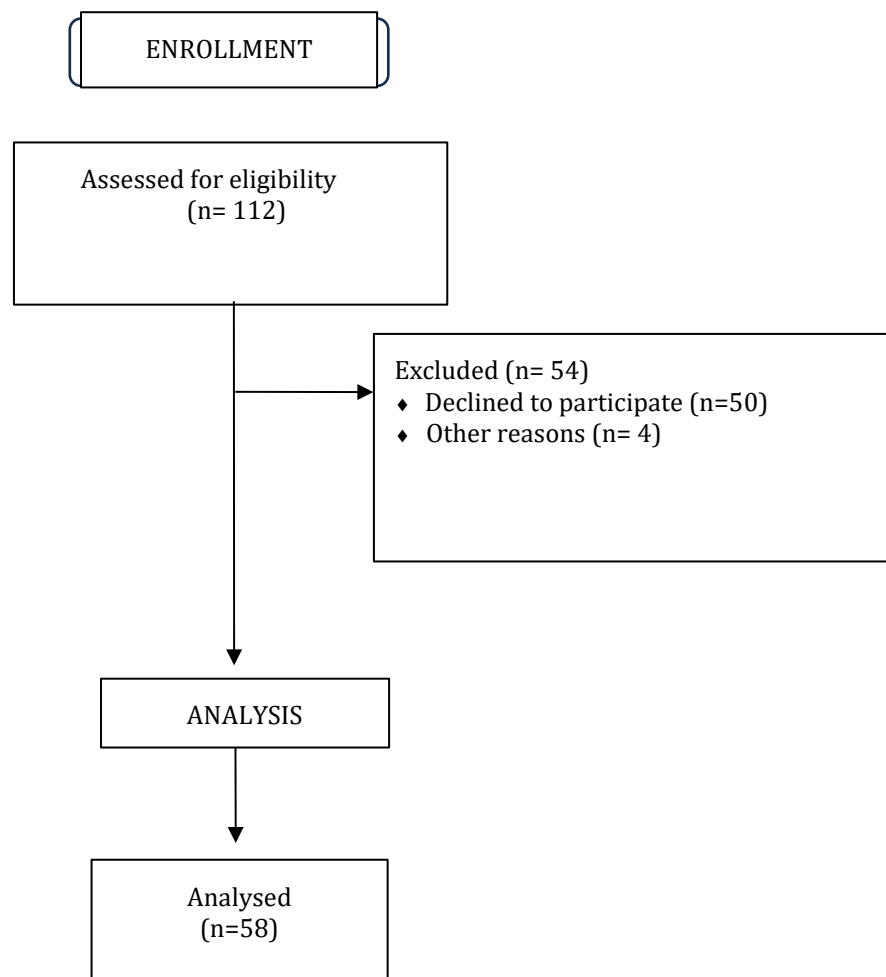 ENROLLMENT
Assessed for eligibility
(n= 112)
Excluded (n= 54)
♦ Declined to participate (n=50)
♦ Other reasons (n= 4)
ANALYSIS
Analysed
(n=58)